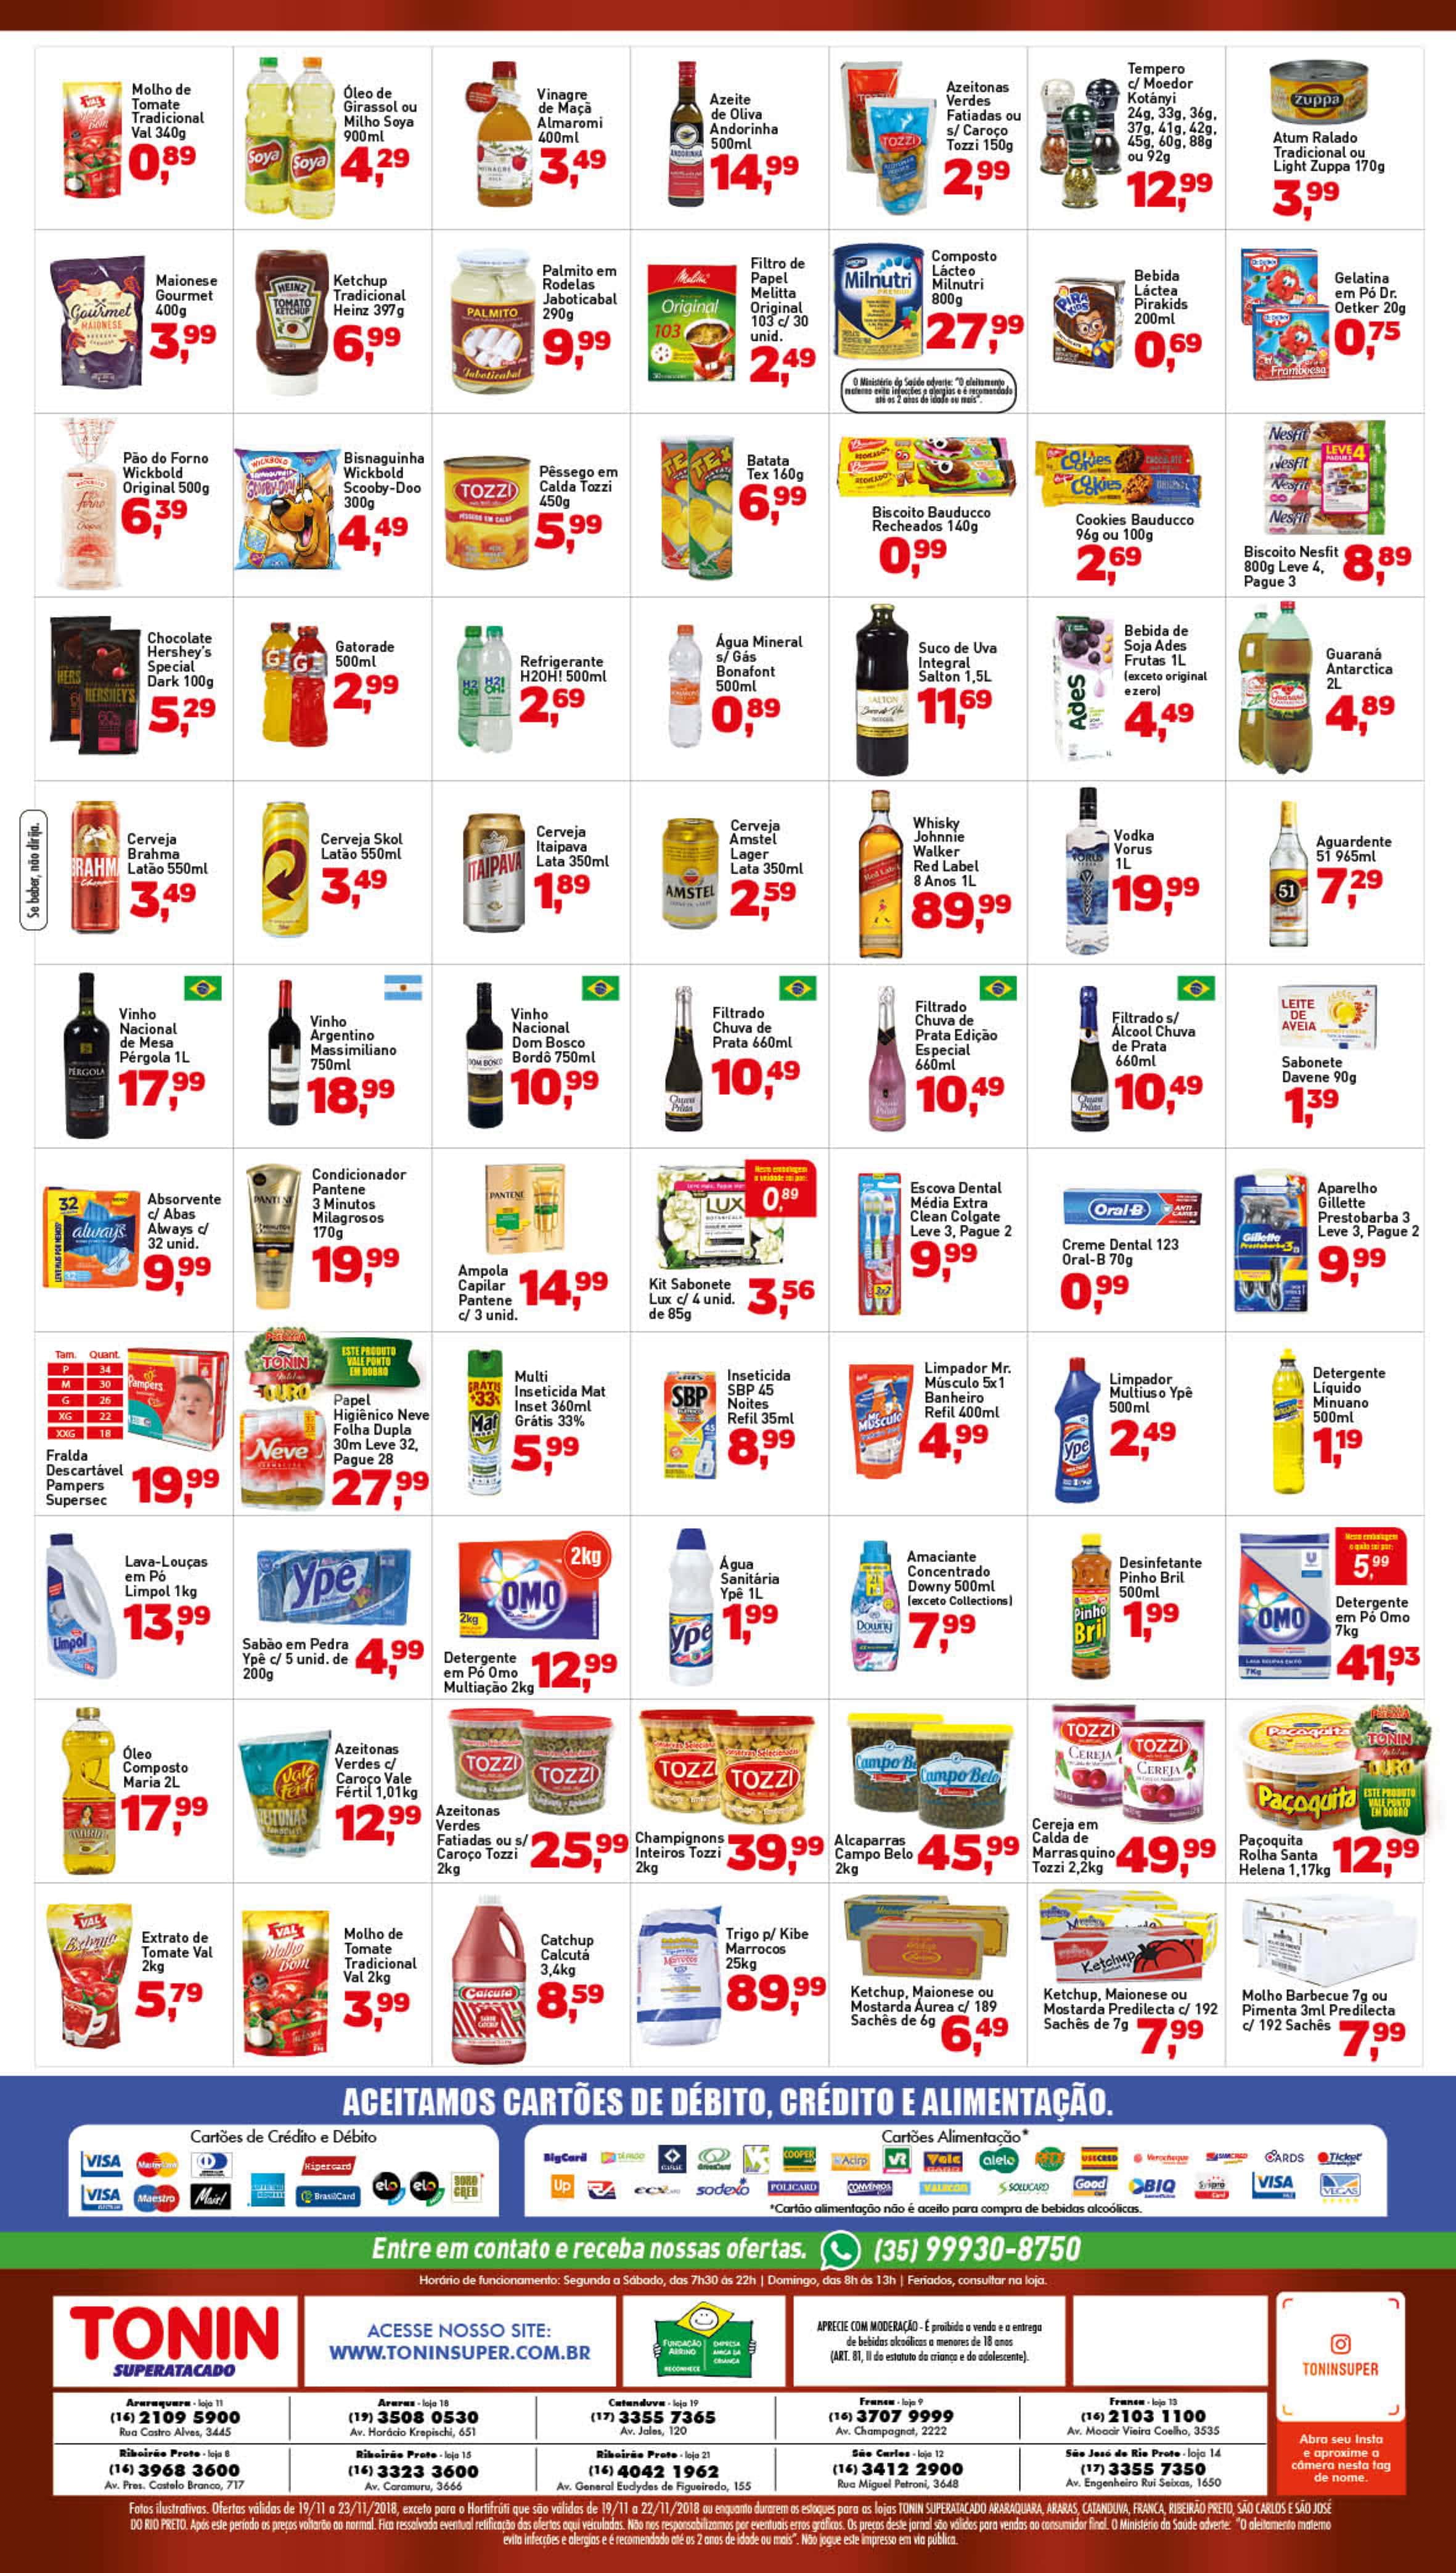 Molho de
Tomate
Tradicional
Val 340g
0,89
Óleo de
Girassol ou
Milho Soya
900ml
4,29
Vinagre
de Maçã
Almaromi
400ml
3,49
Azeite
de Oliva
Andorinha
500ml
14,99
Azeitonas
Verdes
Fatiadas ou
s/ Caroço
Tozzi 150g
2,99
Tempero
c/ Moedor
Kotányi
24g, 33g, 36g,
37g, 41g, 42g,
45g, 60g, 88g
ou 92g
12,99
Atum Ralado
Tradicional ou
Light Zuppa 170g
3,99
Maionese
Gourmet
400g
3,99
Ketchup
Tradicional
Heinz 397g
6,99
Palmito em
Rodelas
Jaboticabal
290g
9,99
Filtro de
Papel
Melitta
Original
103 c/ 30
unid.
2,49
Composto
Lácteo
Milnutri
800g
27,99
O Ministério da Saúde adverte: "O aleitamento
materno evita infecções e alergias e é recomendado
até os 2 anos de idade ou mais".
Bebida
Láctea
Pirakids
200ml
0,69
Gelatina
em Pó Dr.
Oetker 20g
0,75
Pão do Forno
Wickbold
Original 500g
6,39
Bisnaguinha
Wickbold
Scooby-Doo
300g
4,49
Pêssego em
Calda Tozzi
450g
5,99
Batata
Tex 160g
6,99
Biscoito Bauducco
Recheados 140g
0,99
Cookies Bauducco
96g ou 100g
2,69
Biscoito Nesfit
800g Leve 4,
Pague 3
8,89
Chocolate
Hershey's
Special
Dark 100g
5,29
Gatorade
500ml
2,99
Refrigerante
H2OH! 500ml
2,69
Água Mineral
s/ Gás
Bonafont
500ml
0,89
Suco de Uva
Integral
Salton 1,5L
11,69
Bebida de
Soja Ades
Frutas 1L
(exceto original
e zero)
4,49
Guaraná
Antarctica
2L
4,89
Se beber, não dirija.
Cerveja
Brahma
Latão 550ml
3,49
Cerveja Skol
Latão 550ml
3,49
Cerveja
Itaipava
Lata 350ml
1,89
Cerveja
Amstel
Lager
Lata 350ml
2,59
Whisky
Johnnie
Walker
Red Label
8 Anos 1L
89,99
Vodka
Vorus
1L
19,99
Aguardente
51 965ml
7,29
Vinho
Nacional
de Mesa
Pérgola 1L
17,99
Vinho
Argentino
Massimiliano
750ml
18,99
Vinho
Nacional
Dom Bosco
Bordô 750ml
10,99
Filtrado
Chuva de
Prata 660ml
10,49
Filtrado
Chuva de
Prata Edição
Especial
660ml
10,49
Filtrado s/
Álcool Chuva
de Prata
660ml
10,49
LEITE
DE
AVEIA
Sabonete
Davene 90g
1,39
Absorvente
c/ Abas
Always c/
32 unid.
9,99
Condicionador
Pantene
3 Minutos
Milagrosos
170g
19,99
Ampola
Capilar
Pantene
c/ 3 unid.
14,99
Nesta embalagem
a unidade sai por:
0,89
Kit Sabonete
Lux c/ 4 unid.
de 85g
3,56
Escova Dental
Média Extra
Clean Colgate
Leve 3, Pague 2
9,99
Creme Dental 123
Oral-B 70g
0,99
Aparelho
Gillette
Prestobarba 3
Leve 3, Pague 2
9,99
Tam. Quant.
P 34
M 30
G 26
XG 22
XXG 18
Fralda
Descartável
Pampers
Supersec
19,99
ESTE PRODUTO
VALE PONTO
EM DOBRO
Papel
Higiênico Neve
Folha Dupla
30m Leve 32,
Pague 28
27,99
Multi
Inseticida Mat
Inset 360ml
Grátis 33%
5,99
Inseticida
SBP 45
Noites
Refil 35ml
8,99
Limpador Mr.
Músculo 5x1
Banheiro
Refil 400ml
4,99
Limpador
Multiuso Ypê
500ml
2,49
Detergente
Líquido
Minuano
500ml
1,19
Lava-Louças
em Pó
Limpol 1kg
13,99
Sabão em Pedra
Ypê c/ 5 unid. de
200g
4,99
2kg
Detergente
em Pó Omo
Multiação 2kg
12,99
Água
Sanitária
Ypê 1L
1,99
Amaciante
Concentrado
Downy 500ml
(exceto Collections)
7,99
Desinfetante
Pinho Bril
500ml
1,99
Nesta embalagem
o quilo sai por:
5,99
Detergente
em Pó Omo
7kg
41,93
Óleo
Composto
Maria 2L
17,99
Azeitonas
Verdes c/
Caroço Vale
Fértil 1,01kg
12,99
Azeitonas
Verdes
Fatiadas ou s/
Caroço Tozzi
2kg
25,99
Champignons
Inteiros Tozzi
2kg
39,99
Alcaparras
Campo Belo
2kg
45,99
Cereja em
Calda de
Marrasquino
Tozzi 2,2kg
49,99
ESTE PRODUTO
VALE PONTO
EM DOBRO
Paçoquita
Rolha Santa
Helena 1,17kg
12,99
Extrato de
Tomate Val
2kg
5,79
Molho de
Tomate
Tradicional
Val 2kg
3,99
Catchup
Calcutá
3,4kg
8,59
Trigo p/ Kibe
Marrocos
25kg
89,99
Ketchup, Maionese ou
Mostarda Áurea c/ 189
Sachês de 6g
6,49
Ketchup, Maionese ou
Mostarda Predilecta c/ 192
Sachês de 7g
7,99
Molho Barbecue 7g ou
Pimenta 3ml Predilecta
c/ 192 Sachês
7,99
ACEITAMOS CARTÕES DE DÉBITO, CRÉDITO E ALIMENTAÇÃO.
Cartões de Crédito e Débito
VISA Mastercard Hipercard
VISA Maestro Mais! BrasilCard elo elo
Cartões Alimentação*
BigCard COOPER VR Vale alelo CARDS Ticket
Up sodexo POLICARD VALECON SOLUCARD Good BIQ VISA VEGAS
*Cartão alimentação não é aceito para compra de bebidas alcoólicas.
Entre em contato e receba nossas ofertas. (35) 99930-8750
Horário de funcionamento: Segunda a Sábado, das 7h30 às 22h | Domingo, das 8h às 13h | Feriados, consultar na loja.
TONIN
SUPERATACADO
ACESSE NOSSO SITE:
WWW.TONINSUPER.COM.BR
FUNDAÇÃO
ABRINQ
RECONHECE
EMPRESA
AMIGA DA
CRIANÇA
APRECIE COM MODERAÇÃO - É proibida a venda e a entrega
de bebidas alcoólicas a menores de 18 anos
(ART. 81, II do estatuto da criança e do adolescente).
TONINSUPER
Abra seu Insta
e aproxime a
câmera nesta tag
de nome.
Araraquara - loja 11
(16) 2109 5900
Rua Castro Alves, 3445
Araras - loja 18
(19) 3508 0530
Av. Horácio Krepischi, 651
Catanduva - loja 19
(17) 3355 7365
Av. Jales, 120
Franca - loja 9
(16) 3707 9999
Av. Champagnat, 2222
Franca - loja 13
(16) 2103 1100
Av. Moacir Vieira Coelho, 3535
Ribeirão Preto - loja 8
(16) 3968 3600
Av. Pres. Castelo Branco, 717
Ribeirão Preto - loja 15
(16) 3323 3600
Av. Caramuru, 3666
Ribeirão Preto - loja 21
(16) 4042 1962
Av. General Euclydes de Figueiredo, 155
São Carlos - loja 12
(16) 3412 2900
Rua Miguel Petroni, 3648
São José do Rio Preto - loja 14
(17) 3355 7350
Av. Engenheiro Rui Seixas, 1650
Fotos ilustrativas. Ofertas válidas de 19/11 a 23/11/2018, exceto para o Hortifrúti que são válidas de 19/11 a 22/11/2018 ou enquanto durarem os estoques para as lojas TONIN SUPERATACADO ARARAQUARA, ARARAS, CATANDUVA, FRANCA, RIBEIRÃO PRETO, SÃO CARLOS E SÃO JOSÉ
DO RIO PRETO. Após este período os preços voltarão ao normal. Fica ressalvada eventual retificação das ofertas aqui veiculadas. Não nos responsabilizamos por eventuais erros gráficos. Os preços deste jornal são válidos para vendas ao consumidor final. O Ministério da Saúde adverte: "O aleitamento materno
evita infecções e alergias e é recomendado até os 2 anos de idade ou mais". Não jogue este impresso em via pública.